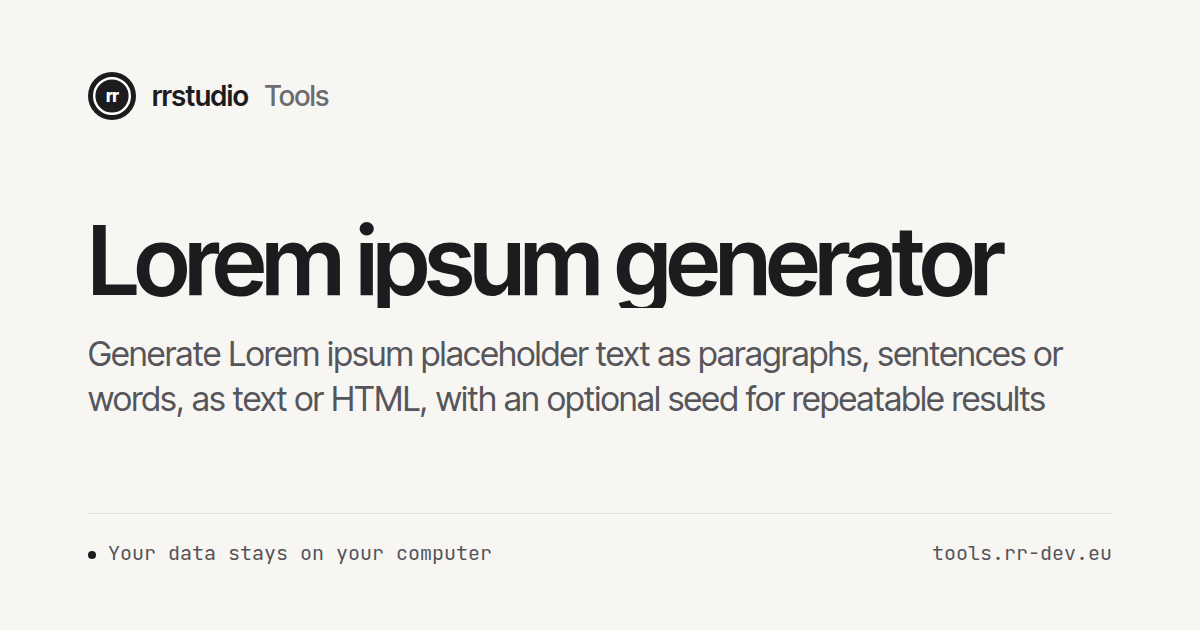 rr rrstudio Tools
Lorem ipsum generator
Generate Lorem ipsum placeholder text as paragraphs, sentences or
words, as text or HTML, with an optional seed for repeatable results
Your data stays on your computer
tools.rr-dev.eu